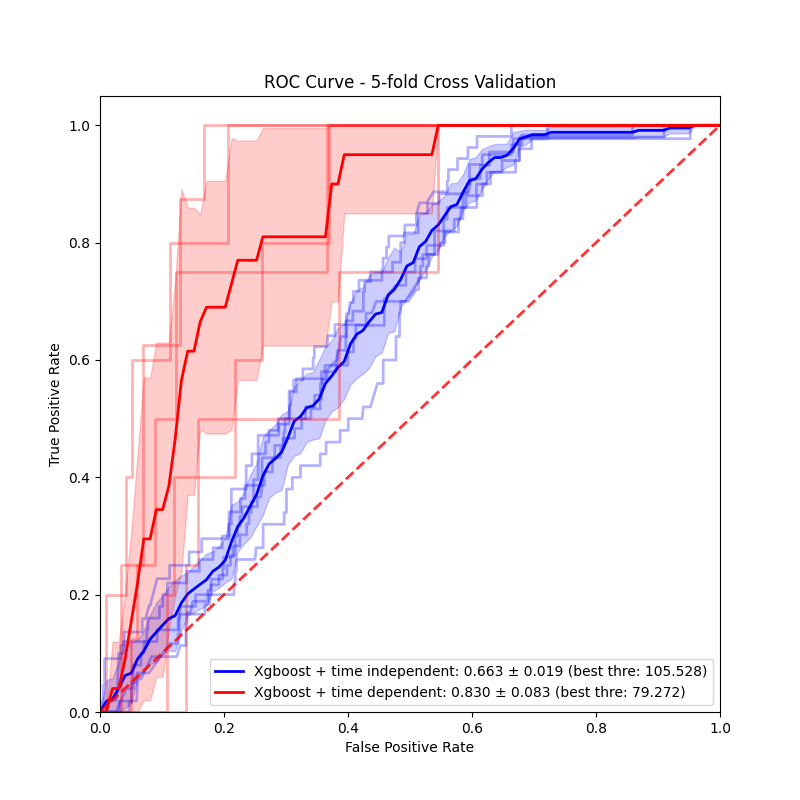 ROC Curve - 5-fold Cross Validation
True Positive Rate
1.0
0.8
0.6
0.4
0.2
0.0
Xgboost + time independent: 0.663 ± 0.019 (best thre: 105.528)
Xgboost + time dependent: 0.830 ± 0.083 (best thre: 79.272)
0.0 0.2 0.4 0.6 0.8 1.0
False Positive Rate